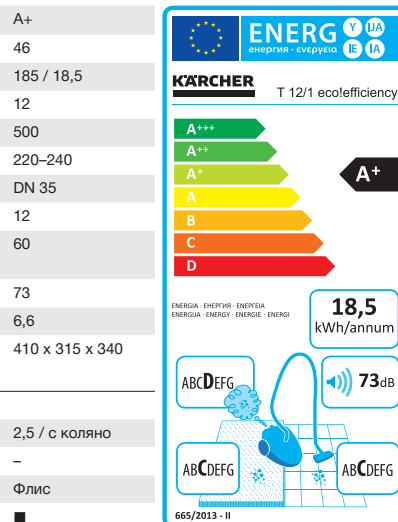 A+
46
185 / 18,5
12
500
220–240
DN 35
12
60
73
6,6
410 x 315 x 340
2,5 / с коляно
–
Флис
■
ENERG
енергия · ενεργεια
Y IJA
IE IA
KÄRCHER
T 12/1 eco!efficiency
A+++
A++
A+
A
B
C
D
A+
ENERGIA · ЕНЕРГИЯ · ΕΝΕΡΓΕΙΑ
ENERGIJA · ENERGY · ENERGIE · ENERGI
18,5
kWh/annum
ABCDEFG
73dB
ABCDEFG
ABCDEFG
665/2013 - II